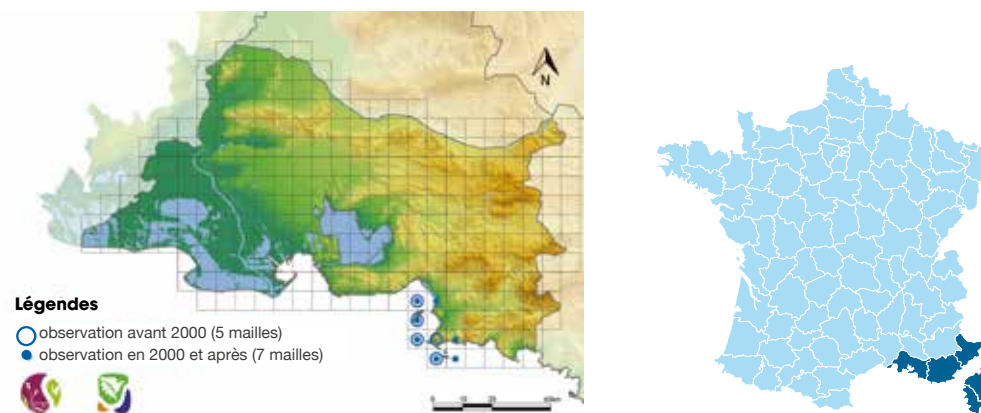 N
Légendes
observation avant 2000 (5 mailles)
observation en 2000 et après (7 mailles)